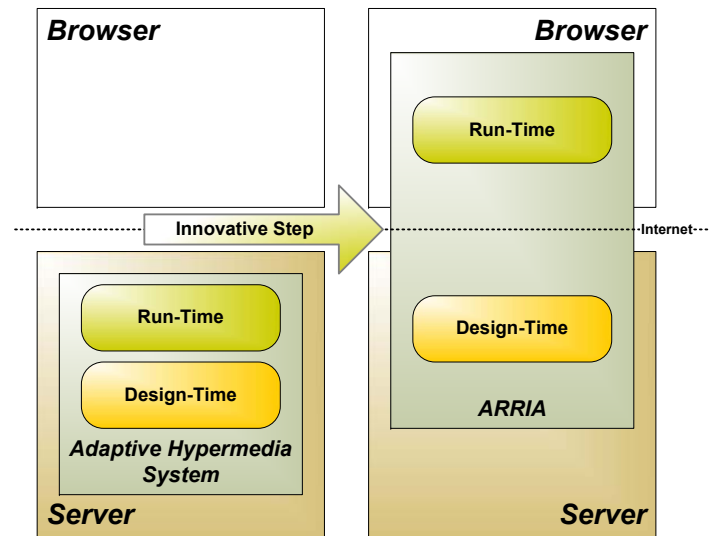 Browser
Browser
Run-Time
Innovative Step
Internet
Run-Time
Design-Time
Adaptive Hypermedia
System
Server
Design-Time
ARRIA
Server